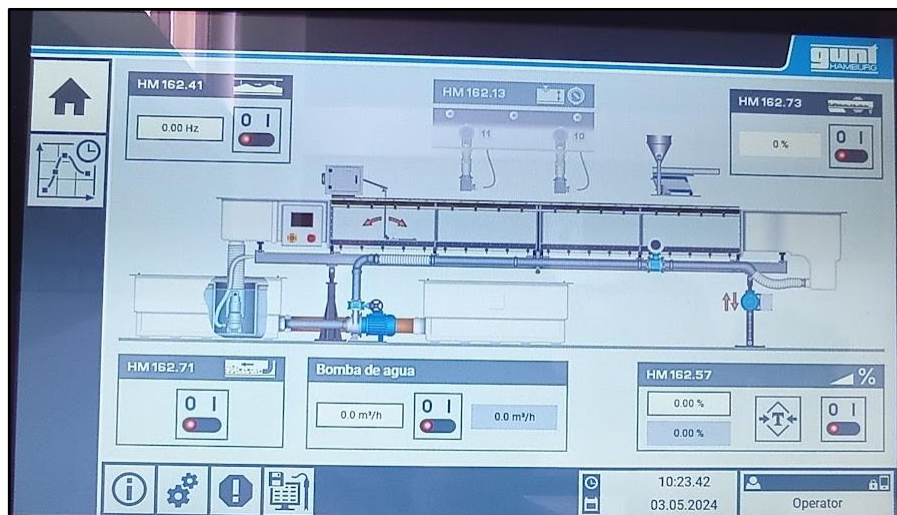 gunt
HAMBURG
HM 162.41
0.00 Hz
0 I
HM 162.13
11
10
HM 162.73
0 %
0 I
HM 162.71
0 I
Bomba de agua
0.0 m³/h
0 I
0.0 m³/h
HM 162.57
%
0.00 %
0.00 %
T
0 I
10:23.42
03.05.2024
Operator